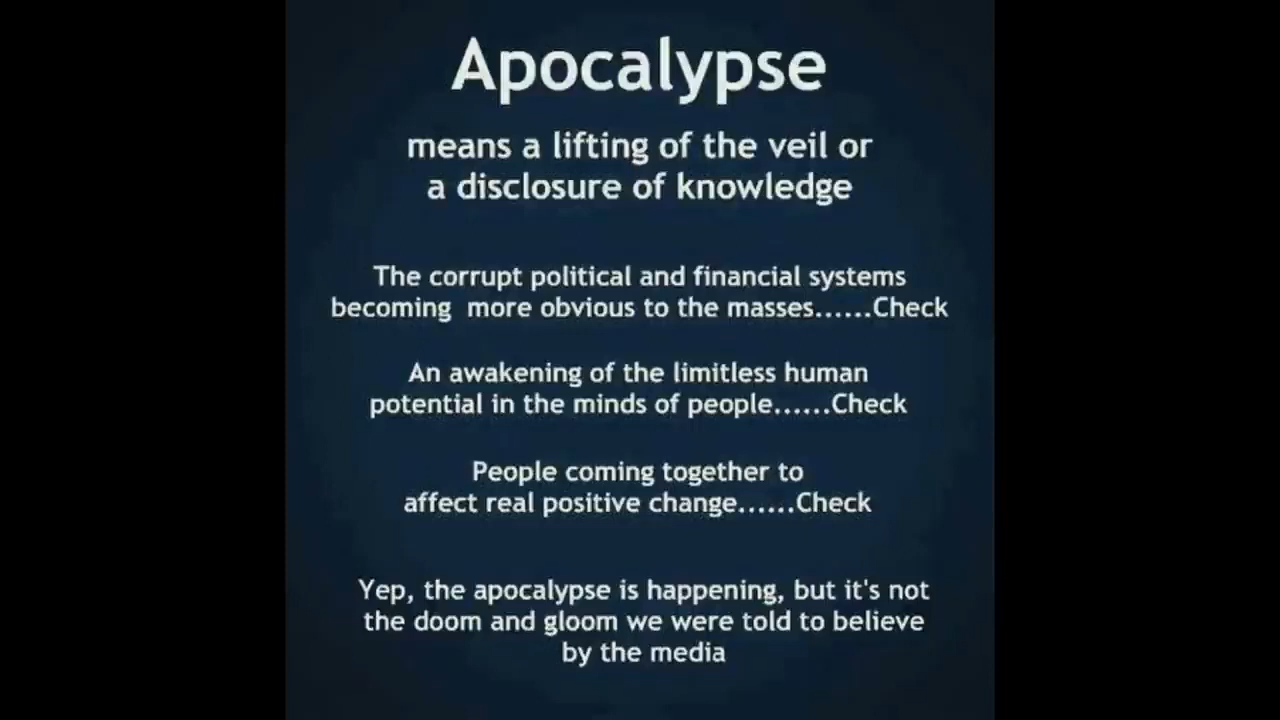 Apocalypse
means a lifting of the veil or
a disclosure of knowledge
The corrupt political and financial systems
becoming  more obvious to the masses......Check
An awakening of the limitless human
potential in the minds of people......Check
People coming together to
affect real positive change......Check
Yep, the apocalypse is happening, but it's not
the doom and gloom we were told to believe
by the media